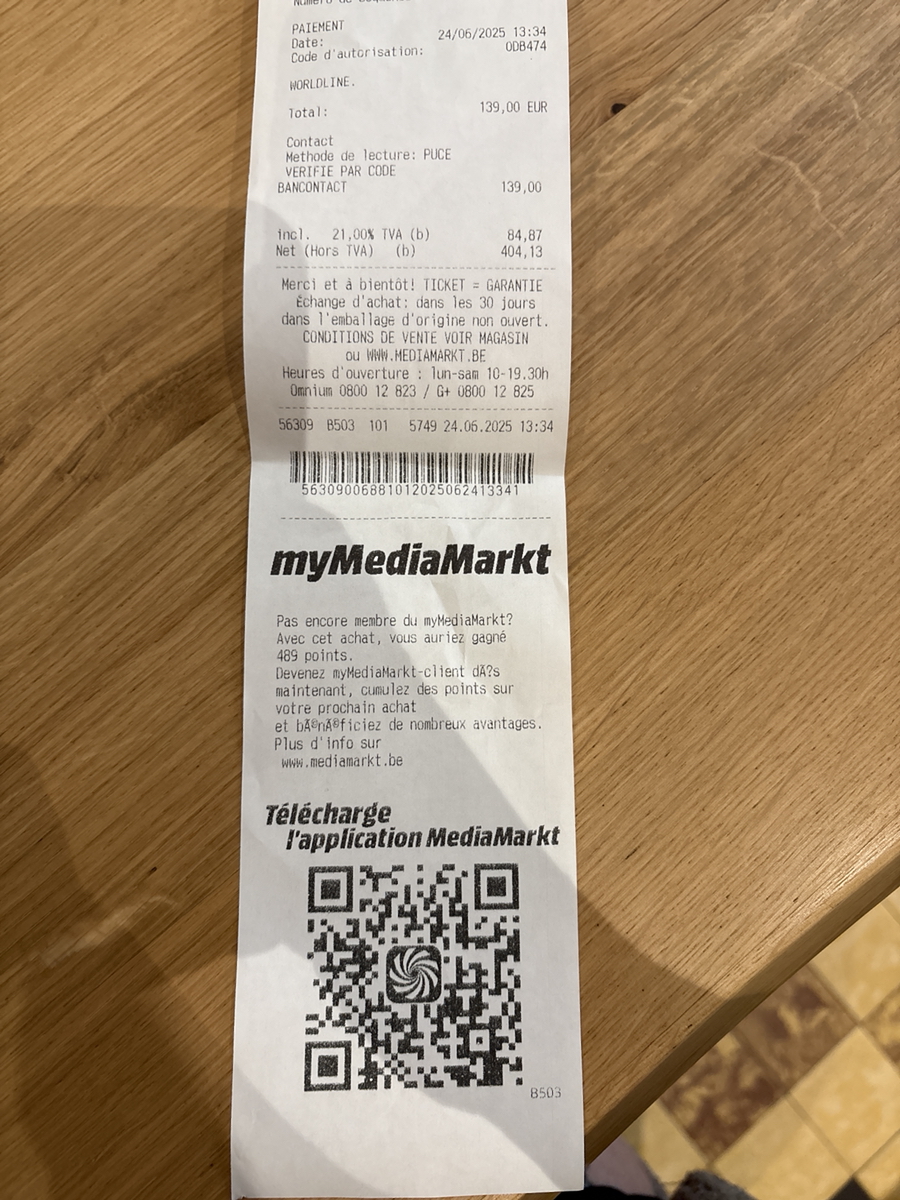 PAIEMENT
Date: 24/06/2025 13:34
Code d'autorisation: 0DB474
WORLDLINE.
Total: 139,00 EUR
Contact
Methode de lecture: PUCE
VERIFIE PAR CODE
BANCONTACT 139,00
incl. 21,00% TVA (b) 84,87
Net (Hors TVA) (b) 404,13
Merci et à bientôt! TICKET = GARANTIE
Échange d'achat: dans les 30 jours
dans l'emballage d'origine non ouvert.
CONDITIONS DE VENTE VOIR MAGASIN
ou WWW.MEDIAMARKT.BE
Heures d'ouverture : lun-sam 10-19.30h
Omnium 0800 12 823 / G+ 0800 12 825
56309 B503 101 5749 24.06.2025 13:34
56309006881012025062413341
myMediaMarkt
Pas encore membre du myMediaMarkt?
Avec cet achat, vous auriez gagné
489 points.
Devenez myMediaMarkt-client dÃ?s
maintenant, cumulez des points sur
votre prochain achat
et bÃ©nÃ©ficiez de nombreux avantages.
Plus d'info sur
www.mediamarkt.be
Télécharge
l'application MediaMarkt
B503